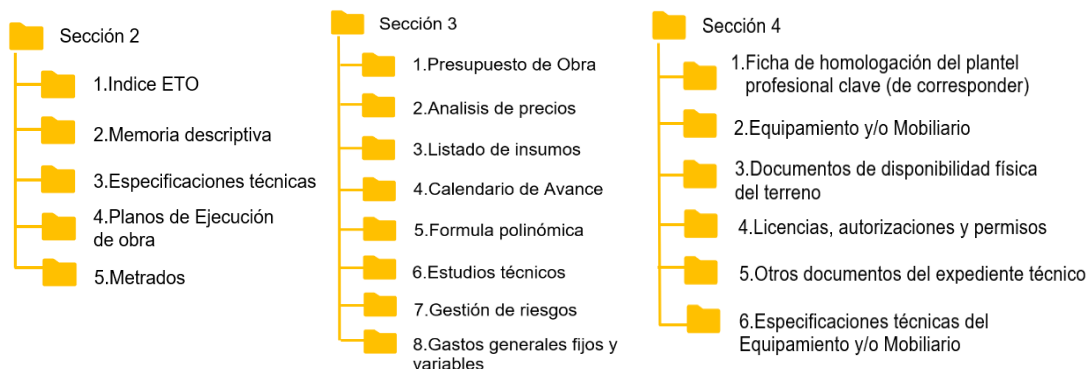 Sección 2
1.Indice ETO
2.Memoria descriptiva
3.Especificaciones técnicas
4.Planos de Ejecución
de obra
5.Metrados
Sección 3
1.Presupuesto de Obra
2.Analisis de precios
3.Listado de insumos
4.Calendario de Avance
5.Formula polinómica
6.Estudios técnicos
7.Gestión de riesgos
8.Gastos generales fijos y
variables
Sección 4
1.Ficha de homologación del plantel
profesional clave (de corresponder)
2.Equipamiento y/o Mobiliario
3.Documentos de disponibilidad física
del terreno
4.Licencias, autorizaciones y permisos
5.Otros documentos del expediente técnico
6.Especificaciones técnicas del
Equipamiento y/o Mobiliario